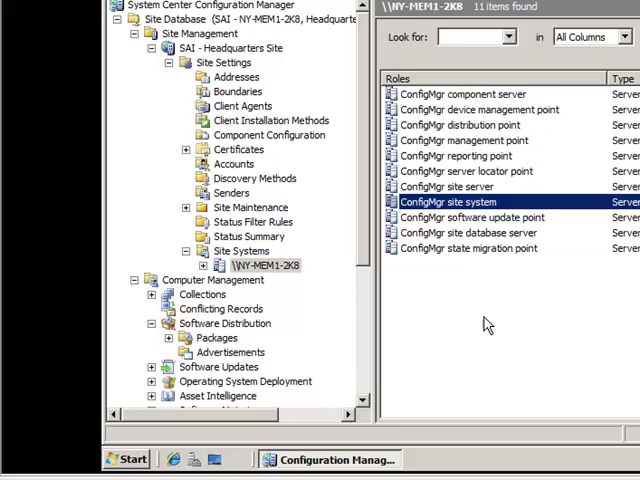 System Center Configuration Manager
Site Database (SAI - NY-MEM1-2K8, Headquarte
Site Management
SAI - Headquarters Site
Site Settings
Addresses
Boundaries
Client Agents
Client Installation Methods
Component Configuration
Certificates
Accounts
Discovery Methods
Senders
Site Maintenance
Status Filter Rules
Status Summary
Site Systems
\\NY-MEM1-2K8
Computer Management
Collections
Conflicting Records
Software Distribution
Packages
Advertisements
Software Updates
Operating System Deployment
Asset Intelligence
\\NY-MEM1-2K8 11 items found
Look for: in All Columns
Roles Type
ConfigMgr component server Server
ConfigMgr device management point Server
ConfigMgr distribution point Server
ConfigMgr management point Server
ConfigMgr reporting point Server
ConfigMgr server locator point Server
ConfigMgr site server Server
ConfigMgr site system Server
ConfigMgr software update point Server
ConfigMgr site database server Server
ConfigMgr state migration point Server
Start Configuration Manag...